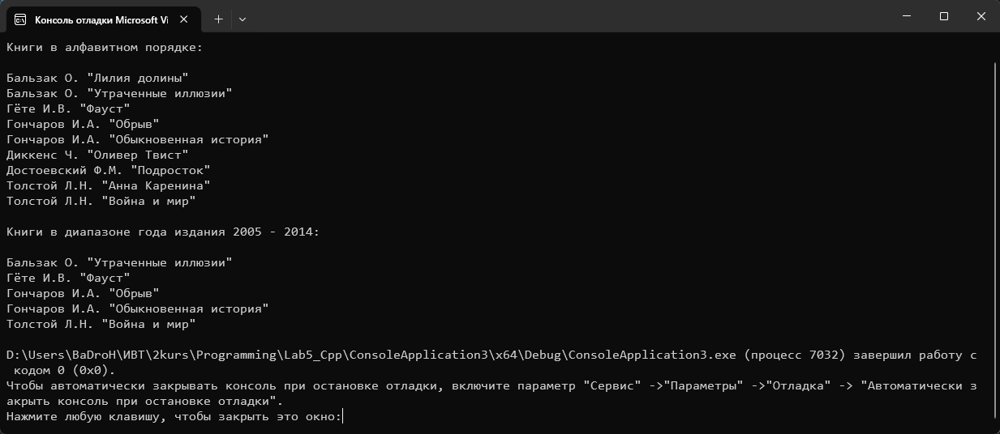 Консоль отладки Microsoft Vi
Книги в алфавитном порядке:
Бальзак О. "Лилия долины"
Бальзак О. "Утраченные иллюзии"
Гёте И.В. "Фауст"
Гончаров И.А. "Обрыв"
Гончаров И.А. "Обыкновенная история"
Диккенс Ч. "Оливер Твист"
Достоевский Ф.М. "Подросток"
Толстой Л.Н. "Анна Каренина"
Толстой Л.Н. "Война и мир"
Книги в диапазоне года издания 2005 - 2014:
Бальзак О. "Утраченные иллюзии"
Гёте И.В. "Фауст"
Гончаров И.А. "Обрыв"
Гончаров И.А. "Обыкновенная история"
Толстой Л.Н. "Война и мир"
D:\Users\BaDroH\ИВТ\2kurs\Programming\Lab5_Cpp\ConsoleApplication3\x64\Debug\ConsoleApplication3.exe (процесс 7032) завершил работу с
кодом 0 (0x0).
Чтобы автоматически закрывать консоль при остановке отладки, включите параметр "Сервис" ->"Параметры" ->"Отладка" -> "Автоматически з
акрыть консоль при остановке отладки".
Нажмите любую клавишу, чтобы закрыть это окно: